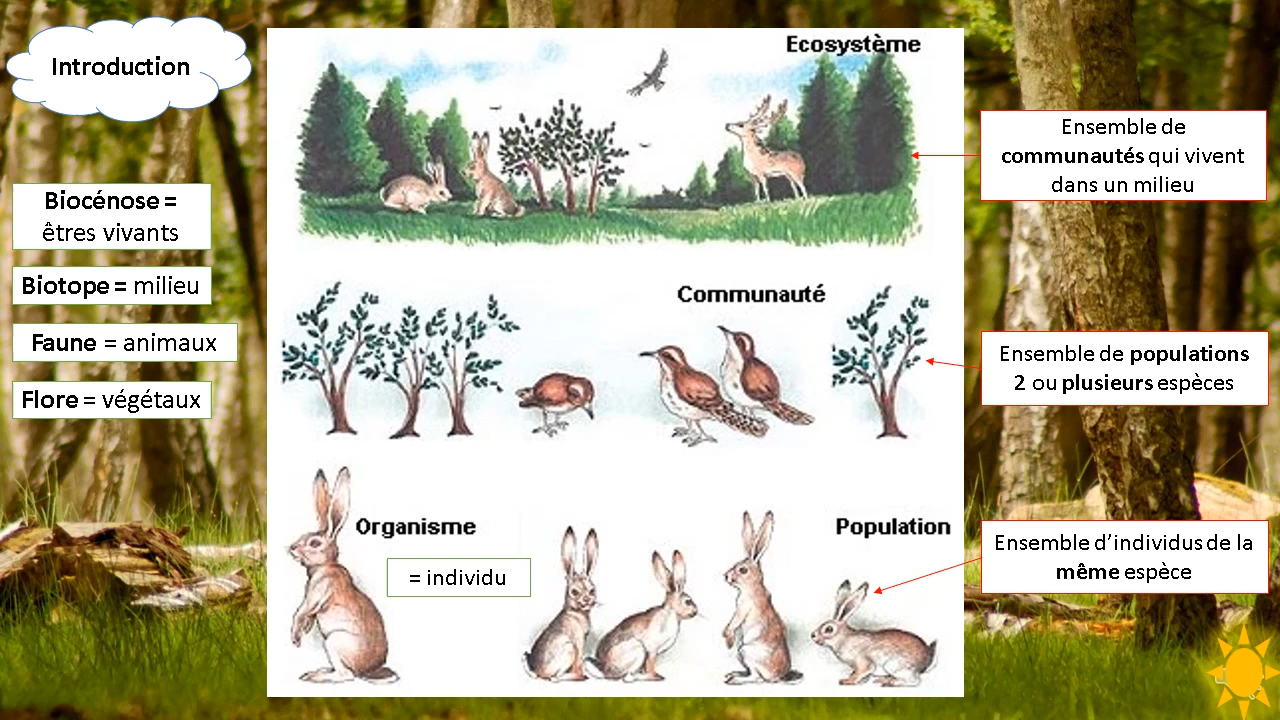 Introduction
Biocénose =
êtres vivants
Biotope = milieu
Faune = animaux
Flore = végétaux
Ecosystème
Ensemble de
communautés qui vivent
dans un milieu
Communauté
Ensemble de populations
2 ou plusieurs espèces
Organisme
= individu
Population
Ensemble d'individus de la
même espèce